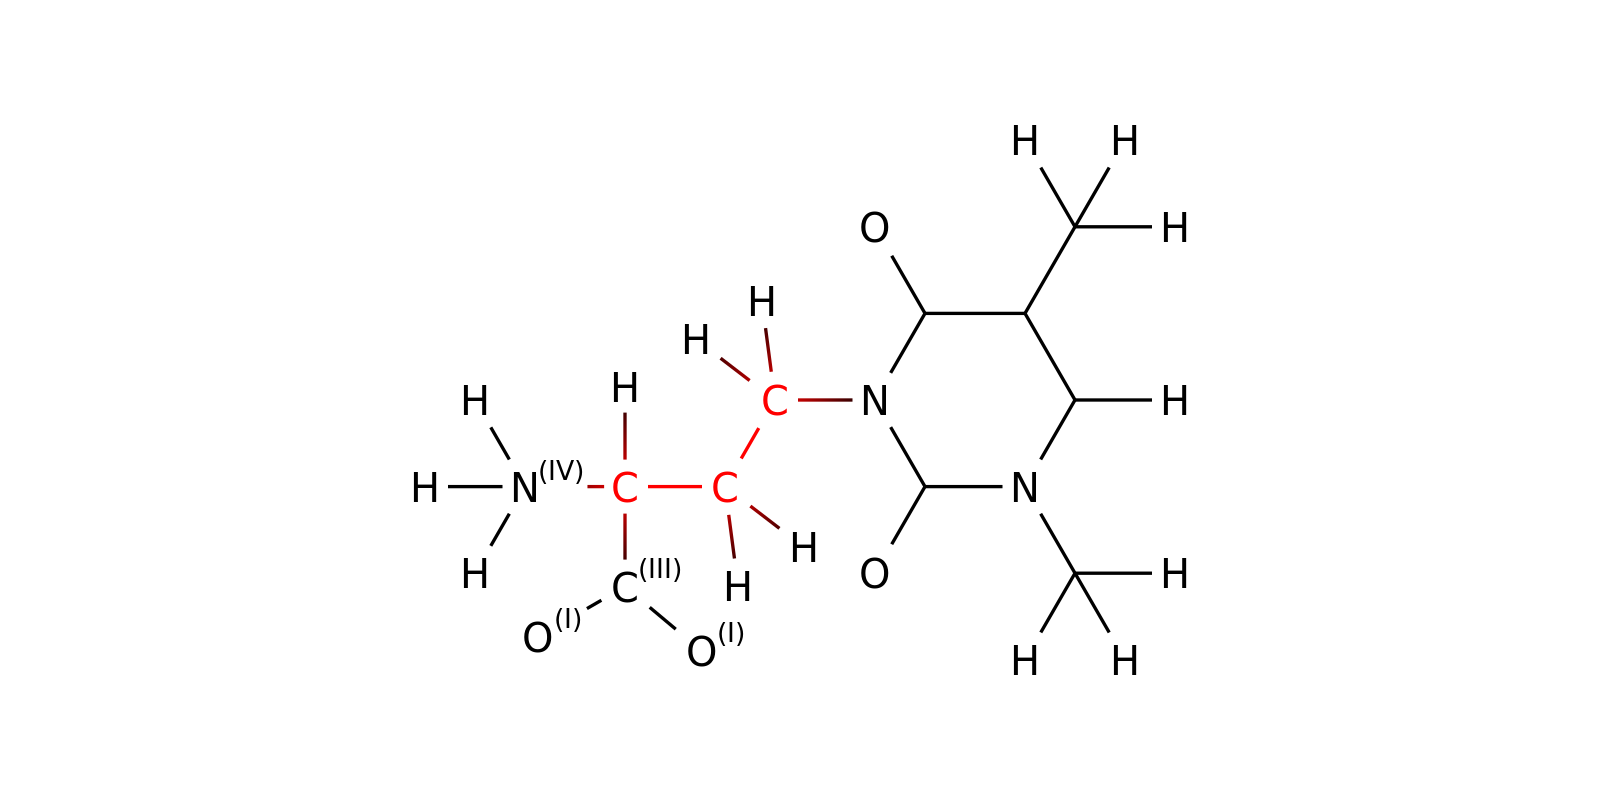 H H
O H
H
H
H H C N H
H N(IV) C C N
H
H C(III) H O H
O(I) O(I)
H H